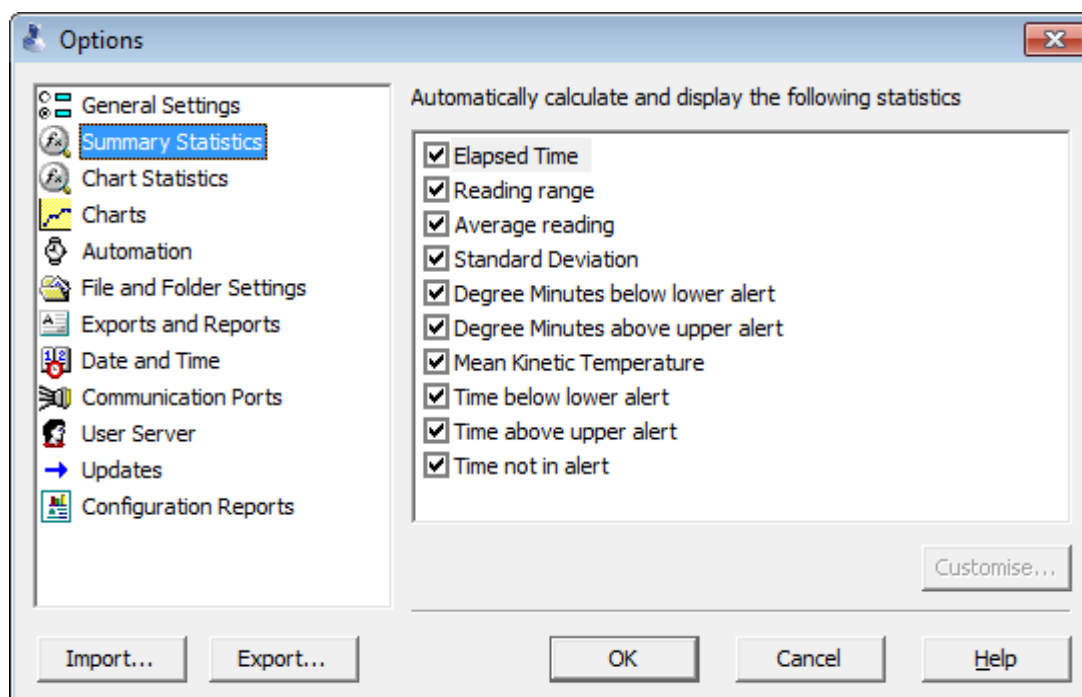 Options
General Settings
Summary Statistics
Chart Statistics
Charts
Automation
File and Folder Settings
Exports and Reports
Date and Time
Communication Ports
User Server
Updates
Configuration Reports
Automatically calculate and display the following statistics
Elapsed Time
Reading range
Average reading
Standard Deviation
Degree Minutes below lower alert
Degree Minutes above upper alert
Mean Kinetic Temperature
Time below lower alert
Time above upper alert
Time not in alert
Customise...
Import... Export... OK Cancel Help